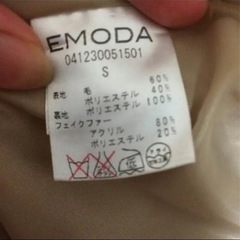 EMODA
041230051501
S
表地 毛 60%
ポリエステル 40%
裏地 ポリエステル 100%
フェイクファー
アクリル 80%
ポリエステル 20%